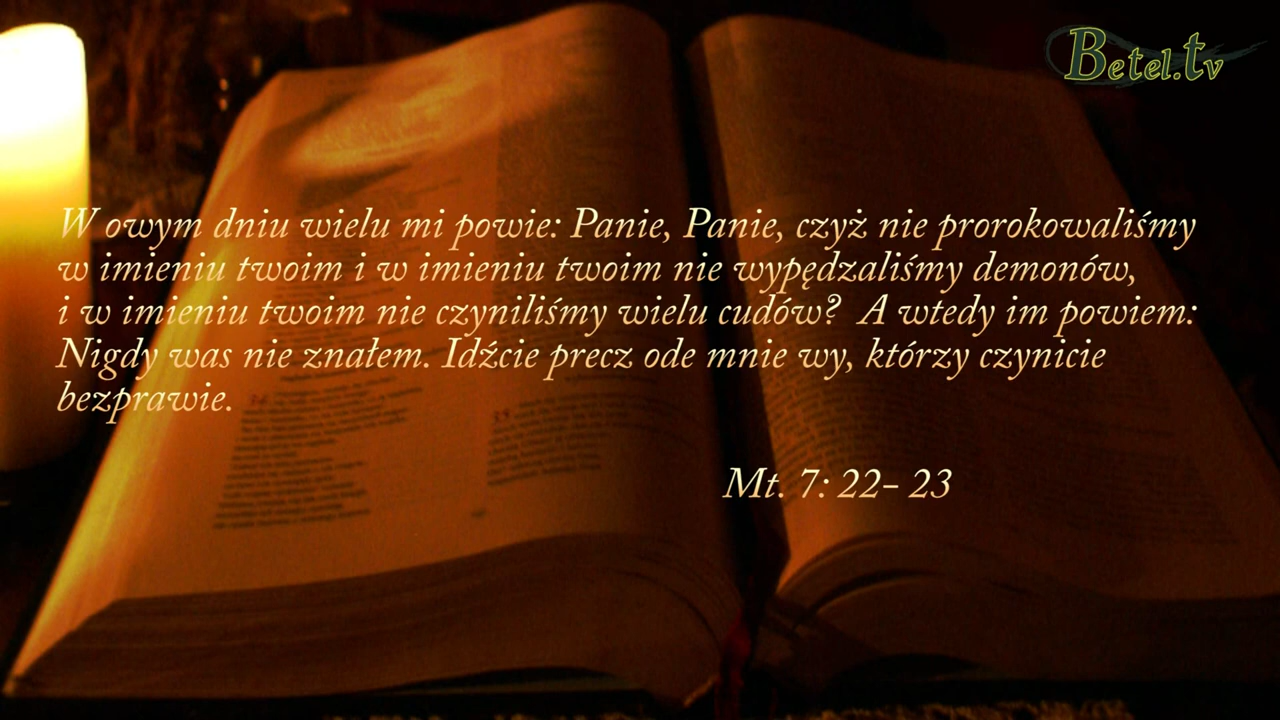 Betel.tv
W owym dniu wielu mi powie: Panie, Panie, czyż nie prorokowaliśmy
w imieniu twoim i w imieniu twoim nie wypędzaliśmy demonów,
i w imieniu twoim nie czyniliśmy wielu cudów?  A wtedy im powiem:
Nigdy was nie znałem. Idźcie precz ode mnie wy, którzy czynicie
bezprawie.
Mt. 7: 22- 23